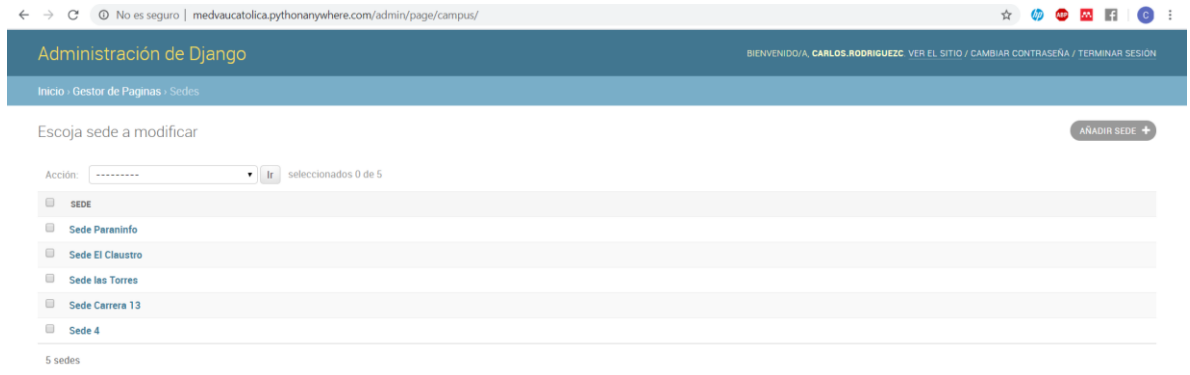 No es seguro | medvaucatolica.pythonanywhere.com/admin/page/campus/
Administración de Django
BIENVENIDO/A, CARLOS.RODRIGUEZC. VER EL SITIO / CAMBIAR CONTRASEÑA / TERMINAR SESIÓN
Inicio › Gestor de Paginas › Sedes
Escoja sede a modificar
AÑADIR SEDE +
Acción: --------- Ir seleccionados 0 de 5
SEDE
Sede Paraninfo
Sede El Claustro
Sede las Torres
Sede Carrera 13
Sede 4
5 sedes